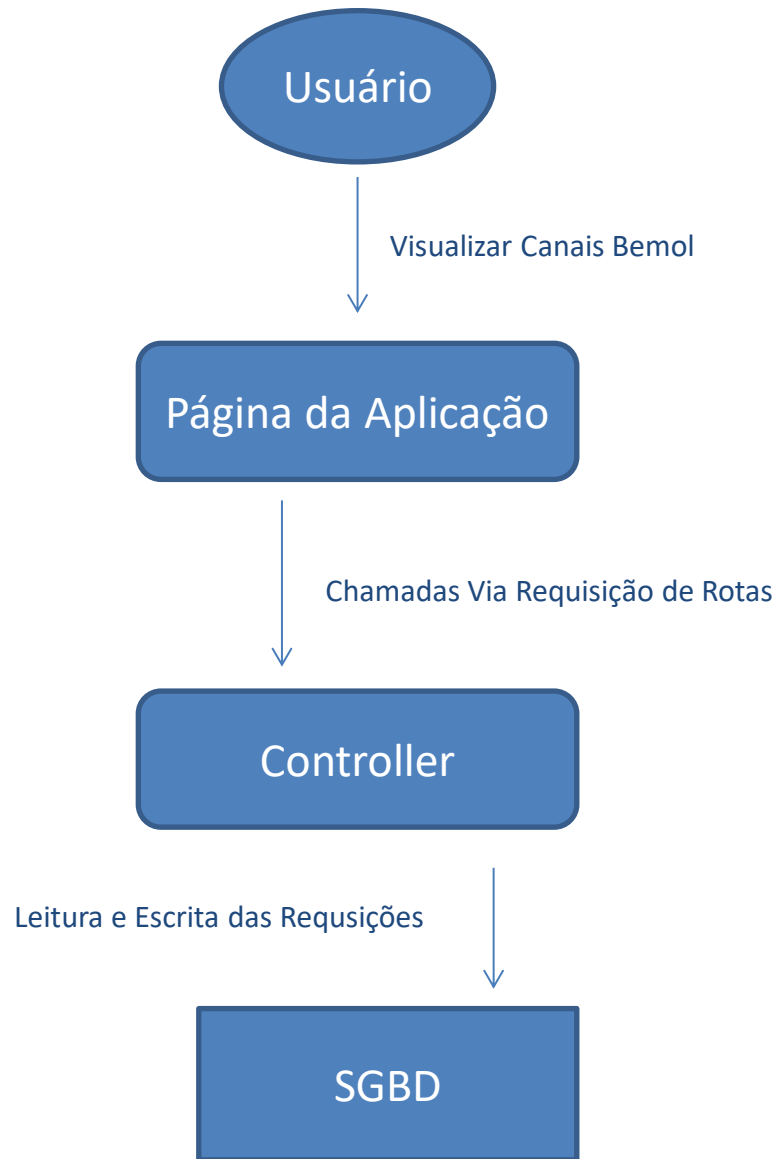 Usuário
Visualizar Canais Bemol
Página da Aplicação
Chamadas Via Requisição de Rotas
Controller
Leitura e Escrita das Requsições
SGBD